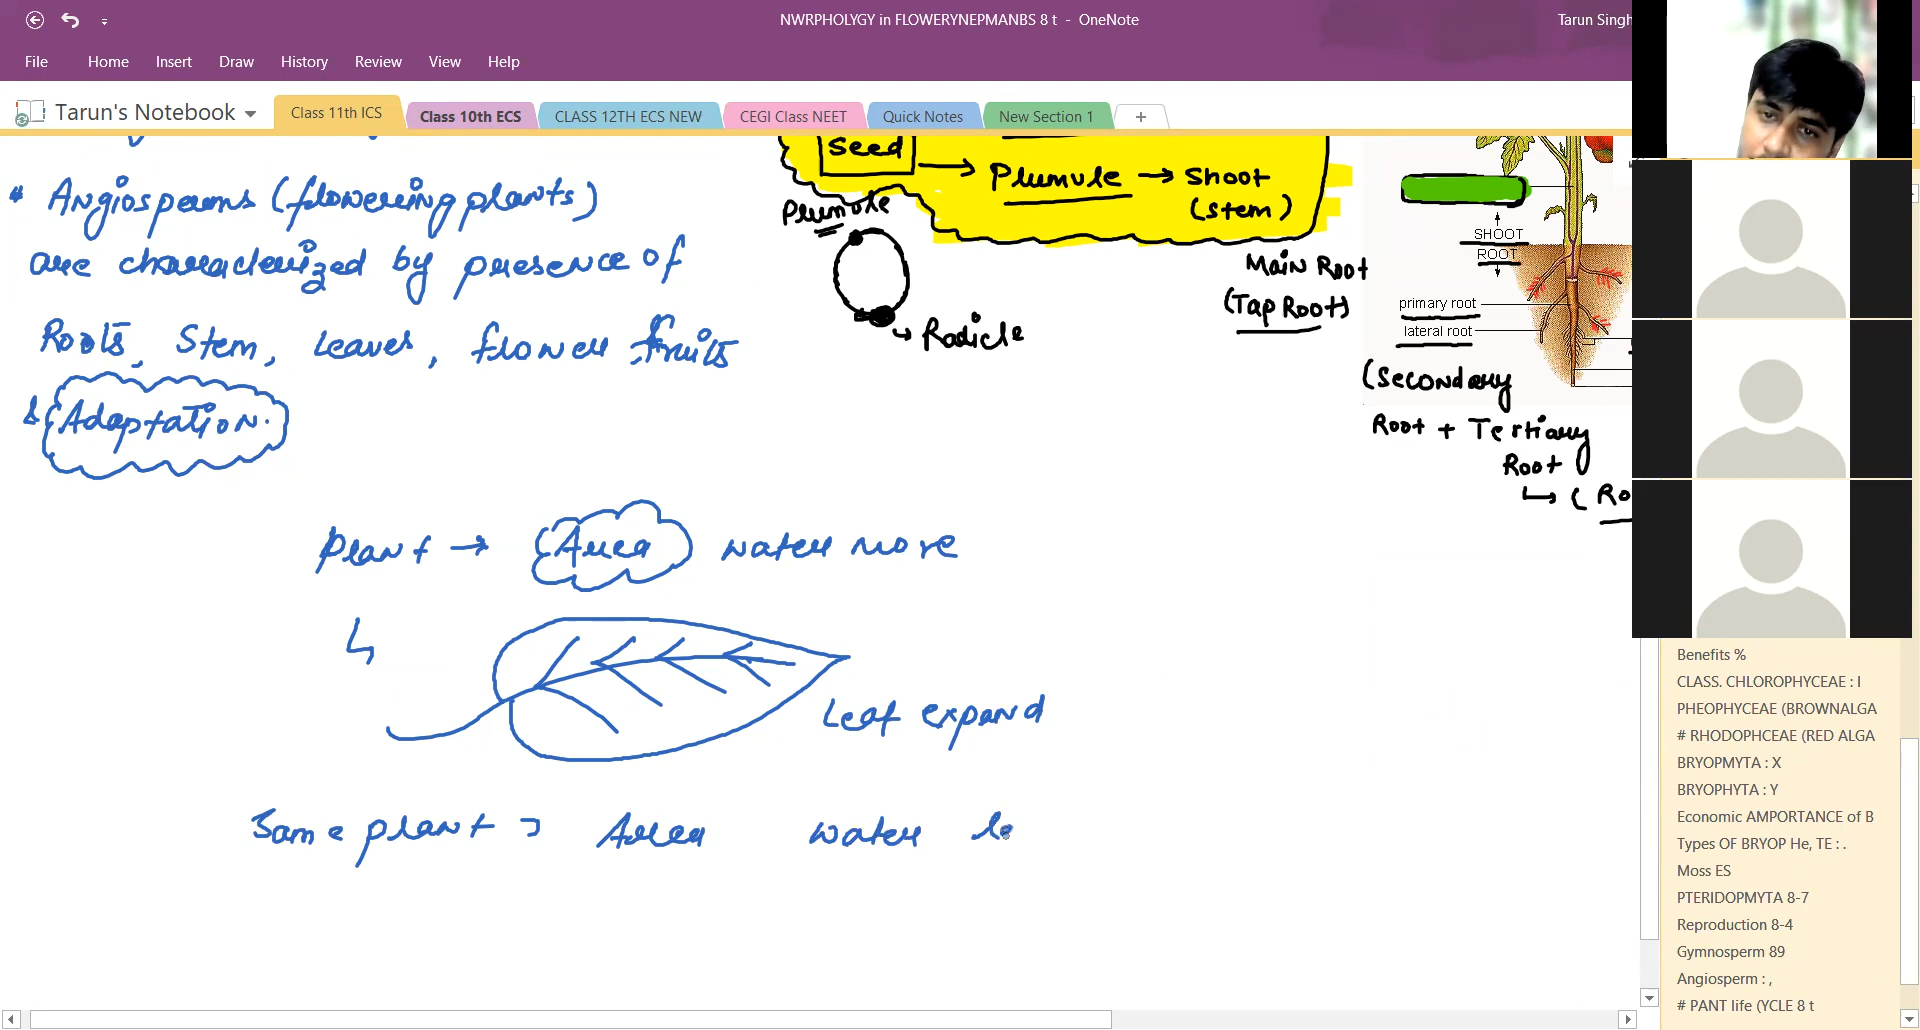 NWRPHOLYGY in FLOWERYNEPMANBS 8 t - OneNote
Tarun Singh
File Home Insert Draw History Review View Help
Tarun's Notebook
Class 11th ICS
Class 10th ECS
CLASS 12TH ECS NEW
CEGI Class NEET
Quick Notes
New Section 1
+
* Angiosperms (flowering plants)
are characterized by presence of
Roots, Stem, leaves, flower, fruits
& (Adaptation.
Plant → (Area) water more
Leaf expand
Same plant Area water le
Seed → Plumule → Shoot
(Stem)
Plumule
→ Radicle
Main Root
(Tap Root)
SHOOT
ROOT
primary root
lateral root
(Secondary
Root + Tertiary
Root
↳ ( Ro
Benefits %
CLASS. CHLOROPHYCEAE : I
PHEOPHYCEAE (BROWNALGA
# RHODOPHCEAE (RED ALGA
BRYOPMYTA : X
BRYOPHYTA : Y
Economic AMPORTANCE of B
Types OF BRYOP He, TE : .
Moss ES
PTERIDOPMYTA 8-7
Reproduction 8-4
Gymnosperm 89
Angiosperm : ,
# PANT life (YCLE 8 t